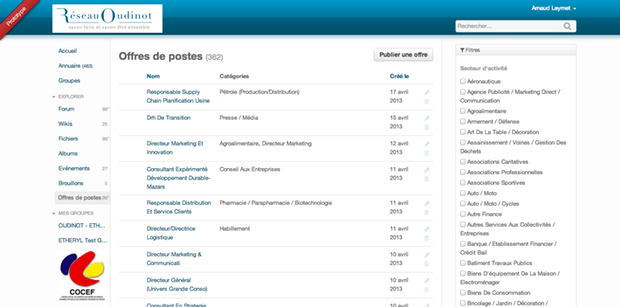 Prototype
RéseauOudinot
savoir faire et savoir être ensemble
Arnaud Laymet
Rechercher...
Accueil
Annuaire (465)
Groupes
EXPLORER
Forum
Wikis 25
Fichiers
Albums
Evénements 27
Brouillons 5
Offres de postes
MES GROUPES
OUDINOT - ETH...
ETHERYL Test G...
COCEF
Offres de postes (362)
Publier une offre
Nom Catégories Créé le
Responsable Supply Pétrole (Production/Distribution) 17 avril
Chain Planification Usine 2013
Drh De Transition Presse / Média 15 avril
2013
Directeur Marketing Et Agroalimentaire, Directeur Marketing 12 avril
Innovation 2013
Consultant Expérimenté Conseil Aux Entreprises 11 avril
Développement Durable- 2013
Mazars
Responsable Distribution Pharmacie / Parapharmacie / Biotechnologie 11 avril
Et Service Clients 2013
Directeur/Directrice Habillement 11 avril
Logistique 2013
Directeur Marketing & 10 avril
Communicati 2013
Directeur Général 10 avril
(Univers Grande Conso) 2013
Consultant En Stratégie 10 avril
Filtres
Secteur d'activité
Aéronautique
Agence Publicité / Marketing Direct /
Communication
Agroalimentaire
Armement / Défense
Art De La Table / Décoration
Assainissement / Voiries / Gestion Des
Déchets
Associations Caritatives
Associations Professionnelles
Associations Sportives
Auto / Moto
Auto / Moto / Cycles
Autre Finance
Autres Services Aux Collectivités /
Entreprises
Banque / Etablissement Financier /
Crédit Bail
Batiment Travaux Publics
Biens D'équipement De La Maison /
Electroménager
Biens De Consommation
Bricolage / Jardin / Décoration /